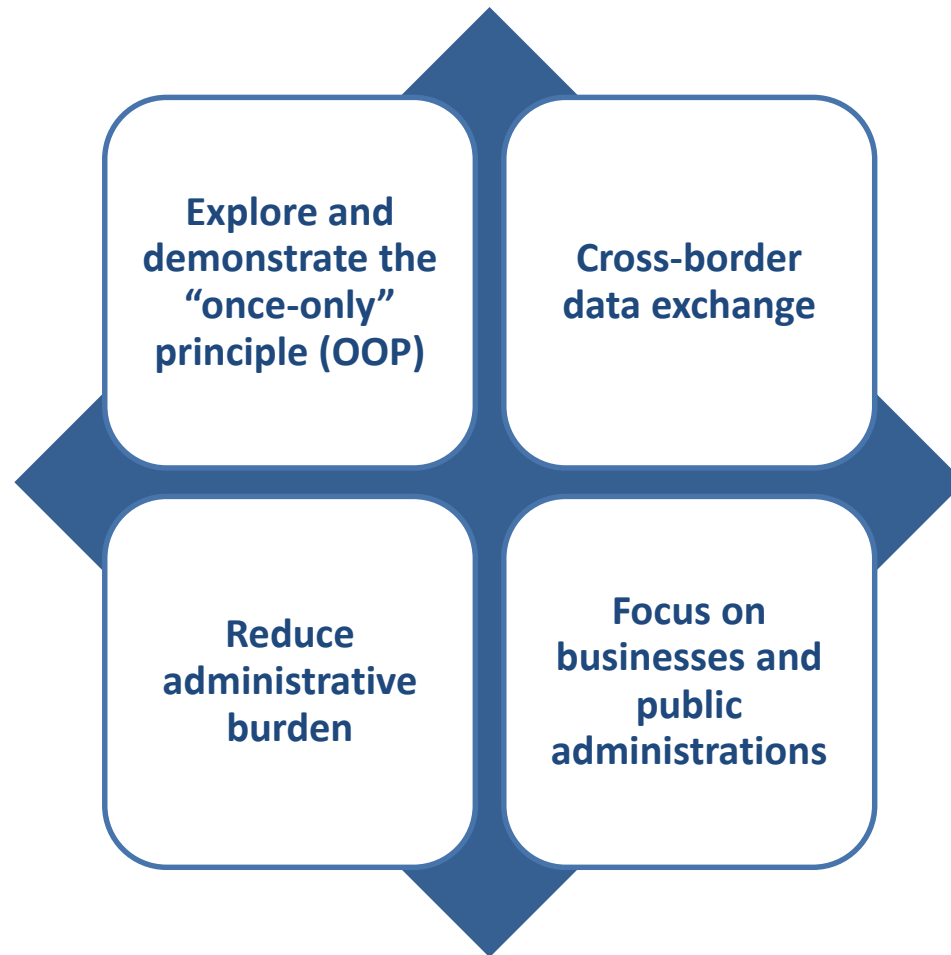 Explore and
demonstrate the
“once-only”
principle (OOP)
Cross-border
data exchange
Reduce
administrative
burden
Focus on
businesses and
public
administrations